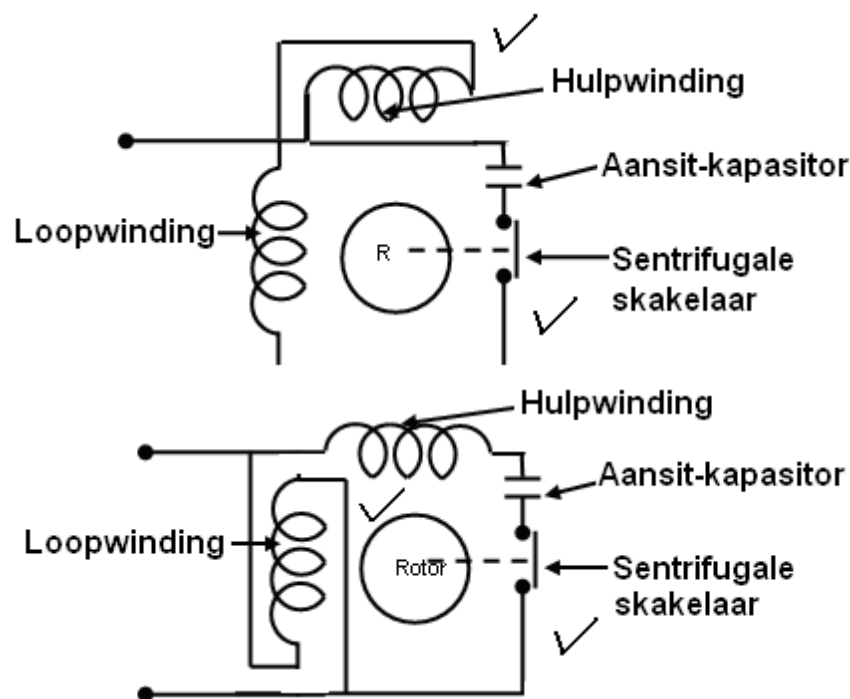 Hulpwinding
Aansit-kapasitor
Loopwinding
R
Sentrifugale
skakelaar
Hulpwinding
Aansit-kapasitor
Loopwinding
Rotor
Sentrifugale
skakelaar